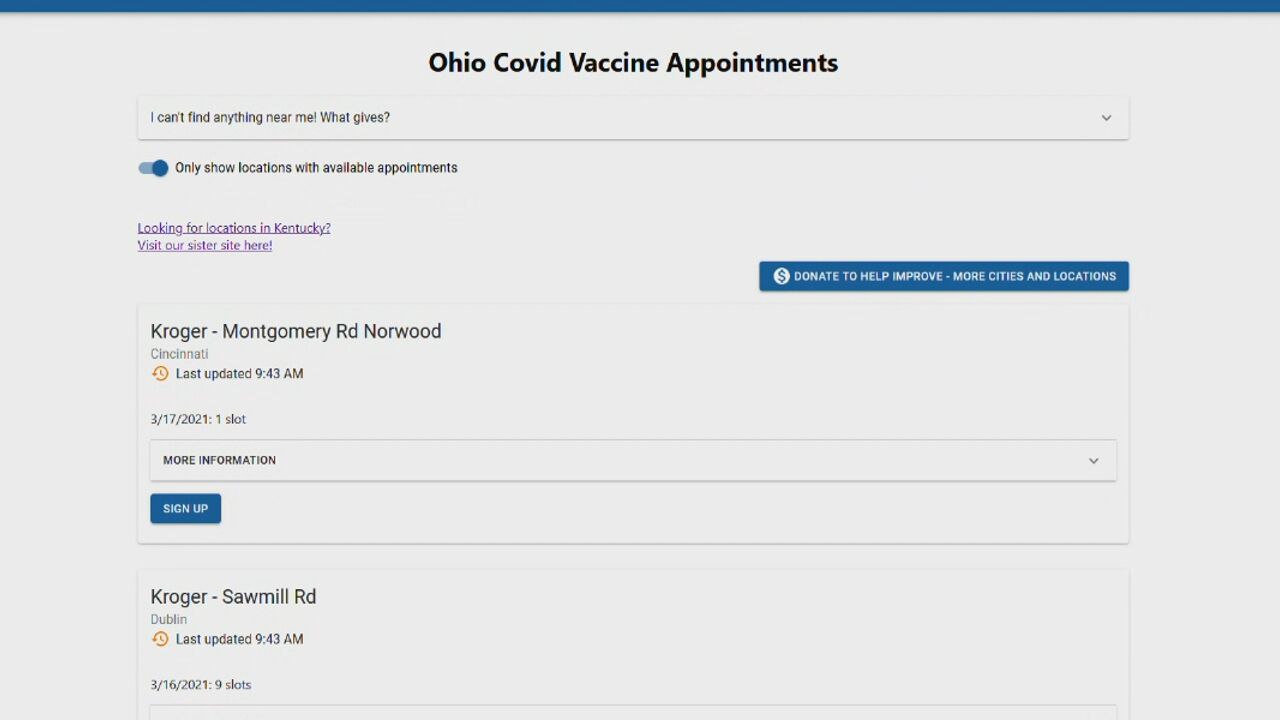 Ohio Covid Vaccine Appointments
I can't find anything near me! What gives?
Only show locations with available appointments
Looking for locations in Kentucky?
Visit our sister site here!
DONATE TO HELP IMPROVE - MORE CITIES AND LOCATIONS
Kroger - Montgomery Rd Norwood
Cincinnati
Last updated 9:43 AM
3/17/2021: 1 slot
MORE INFORMATION
SIGN UP
Kroger - Sawmill Rd
Dublin
Last updated 9:43 AM
3/16/2021: 9 slots